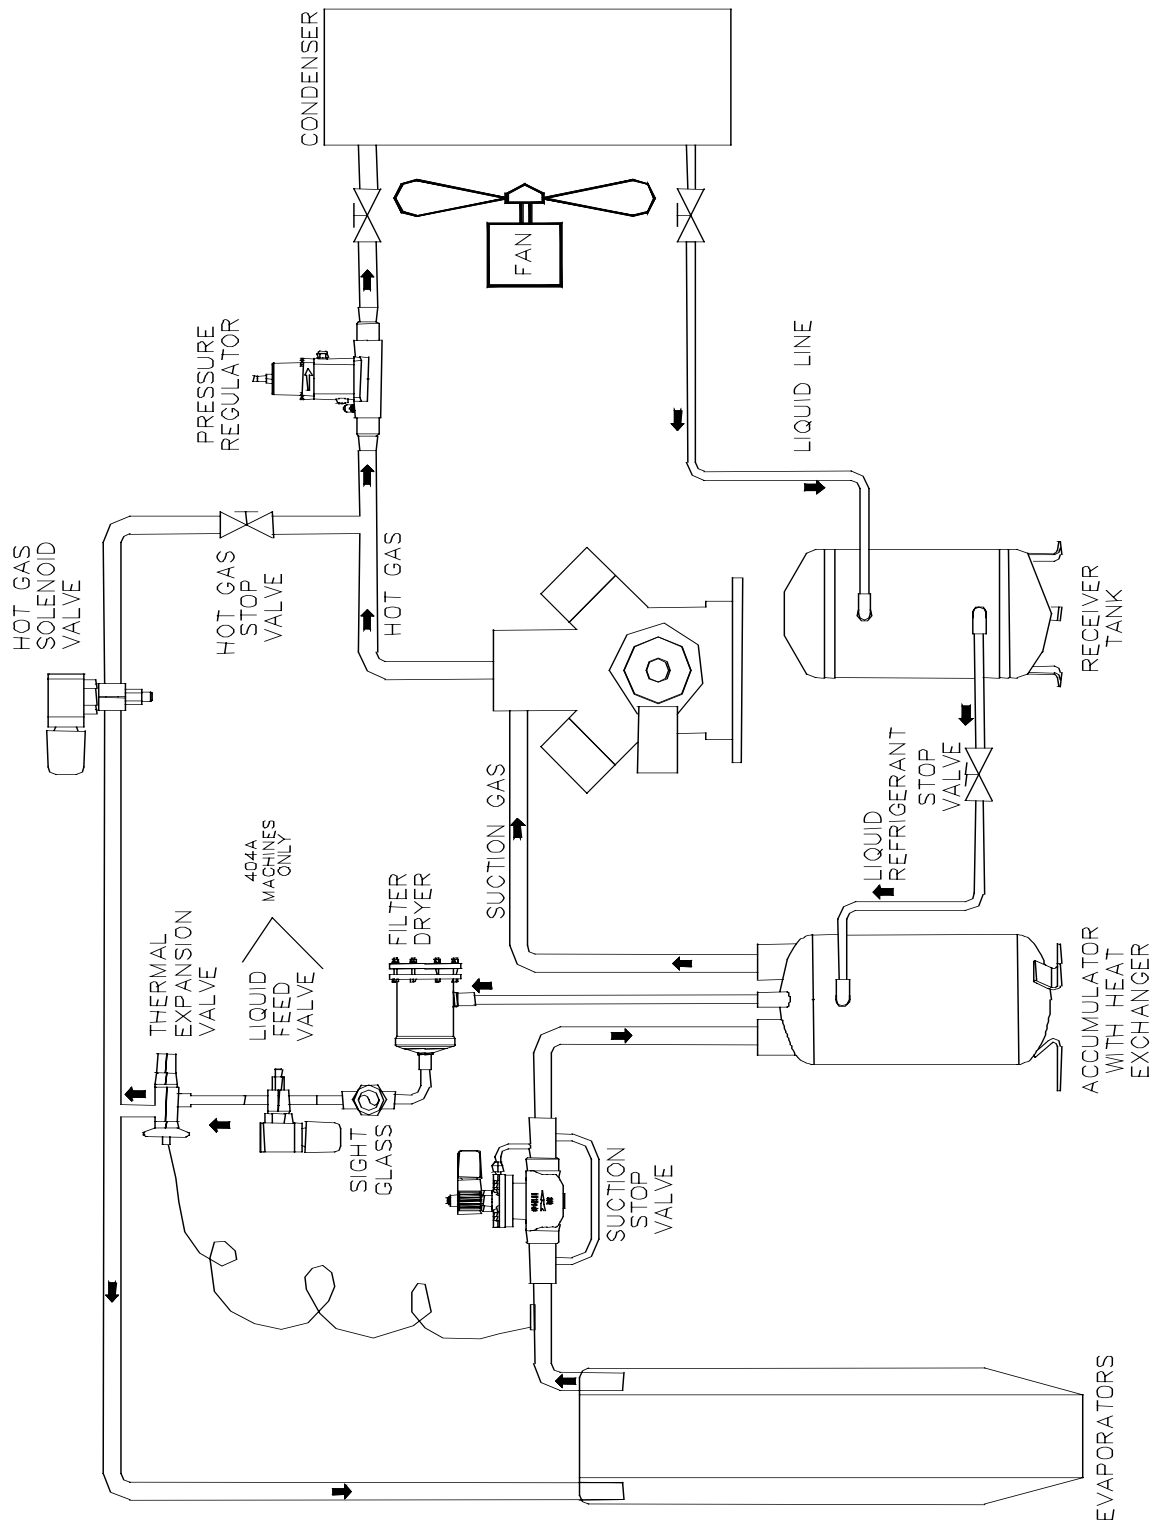 CONDENSER
FAN
PRESSURE
REGULATOR
LIQUID LINE
HOT GAS
SOLENOID
VALVE
HOT GAS
STOP
VALVE
HOT GAS
RECEIVER
TANK
SUCTION GAS
LIQUID
REFRIGERANT
STOP
VALVE
404A
MACHINES
ONLY
FILTER
DRYER
THERMAL
EXPANSION
VALVE
LIQUID
FEED
VALVE
ACCUMULATOR
WITH HEAT
EXCHANGER
SIGHT
GLASS
SUCTION
STOP
VALVE
EVAPORATORS